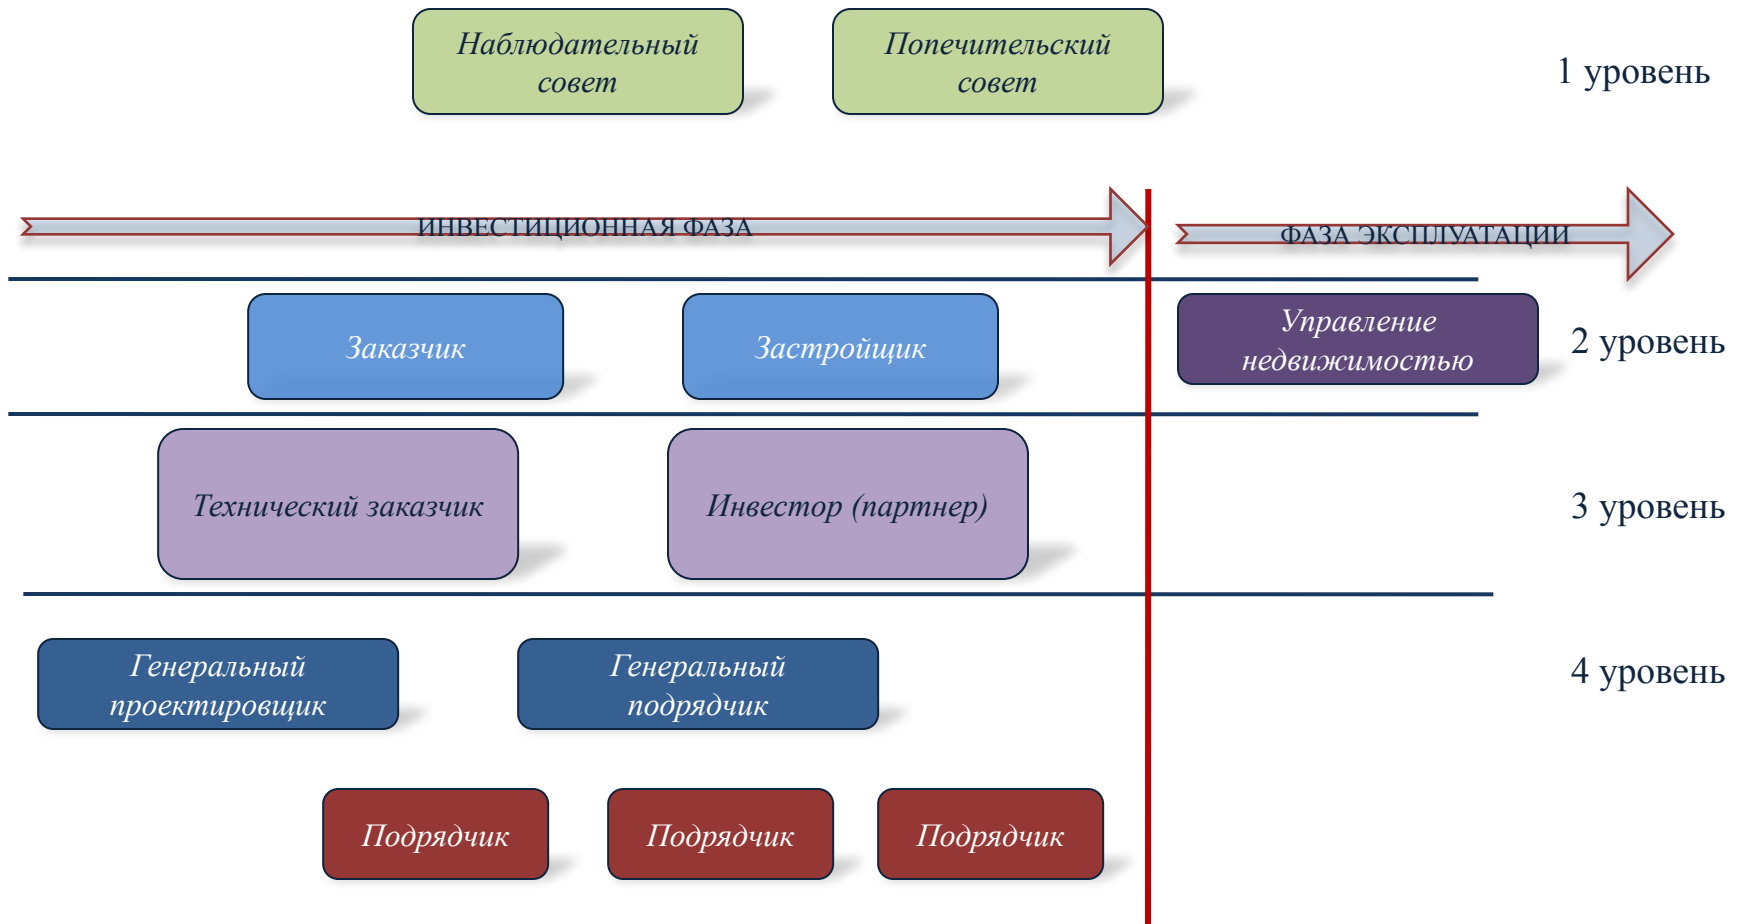 Наблюдательный
совет
Попечительский
совет
1 уровень
ИНВЕСТИЦИОННАЯ ФАЗА
ФАЗА ЭКСПЛУАТАЦИИ
Заказчик
Застройщик
Управление
недвижимостью
2 уровень
Технический заказчик
Инвестор (партнер)
3 уровень
Генеральный
проектировщик
Генеральный
подрядчик
4 уровень
Подрядчик
Подрядчик
Подрядчик